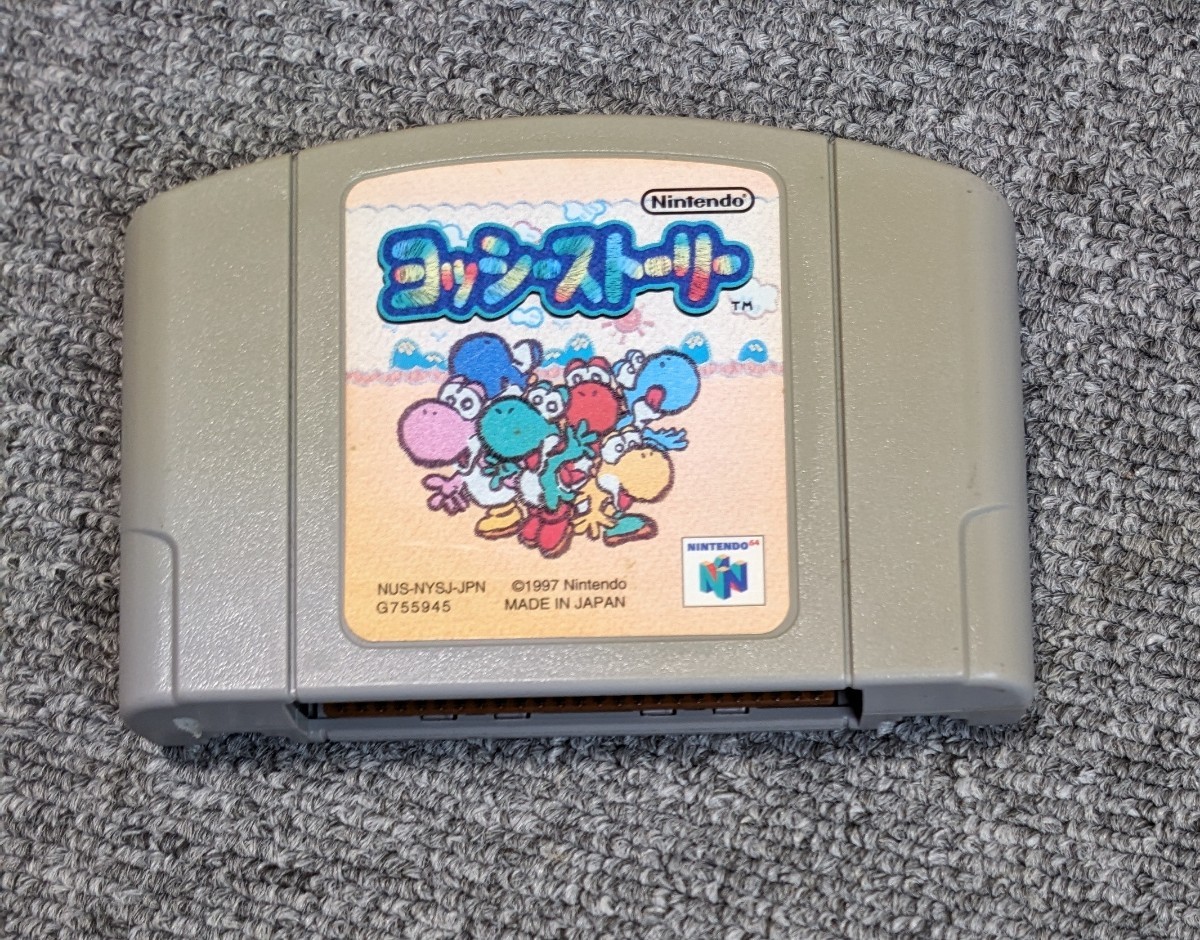 Nintendo
ヨッシーストーリー
TM
NINTENDO64
NUS-NYSJ-JPN ©1997 Nintendo
G755945 MADE IN JAPAN